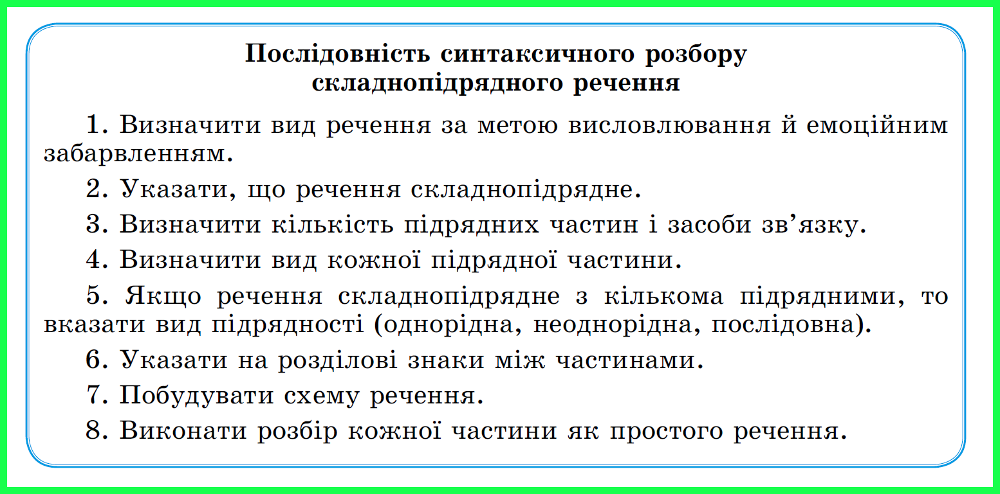 Послідовність синтаксичного розбору
складнопідрядного речення
1. Визначити вид речення за метою висловлювання й емоційним
забарвленням.
2. Указати, що речення складнопідрядне.
3. Визначити кількість підрядних частин і засоби зв’язку.
4. Визначити вид кожної підрядної частини.
5. Якщо речення складнопідрядне з кількома підрядними, то
вказати вид підрядності (однорідна, неоднорідна, послідовна).
6. Указати на розділові знаки між частинами.
7. Побудувати схему речення.
8. Виконати розбір кожної частини як простого речення.